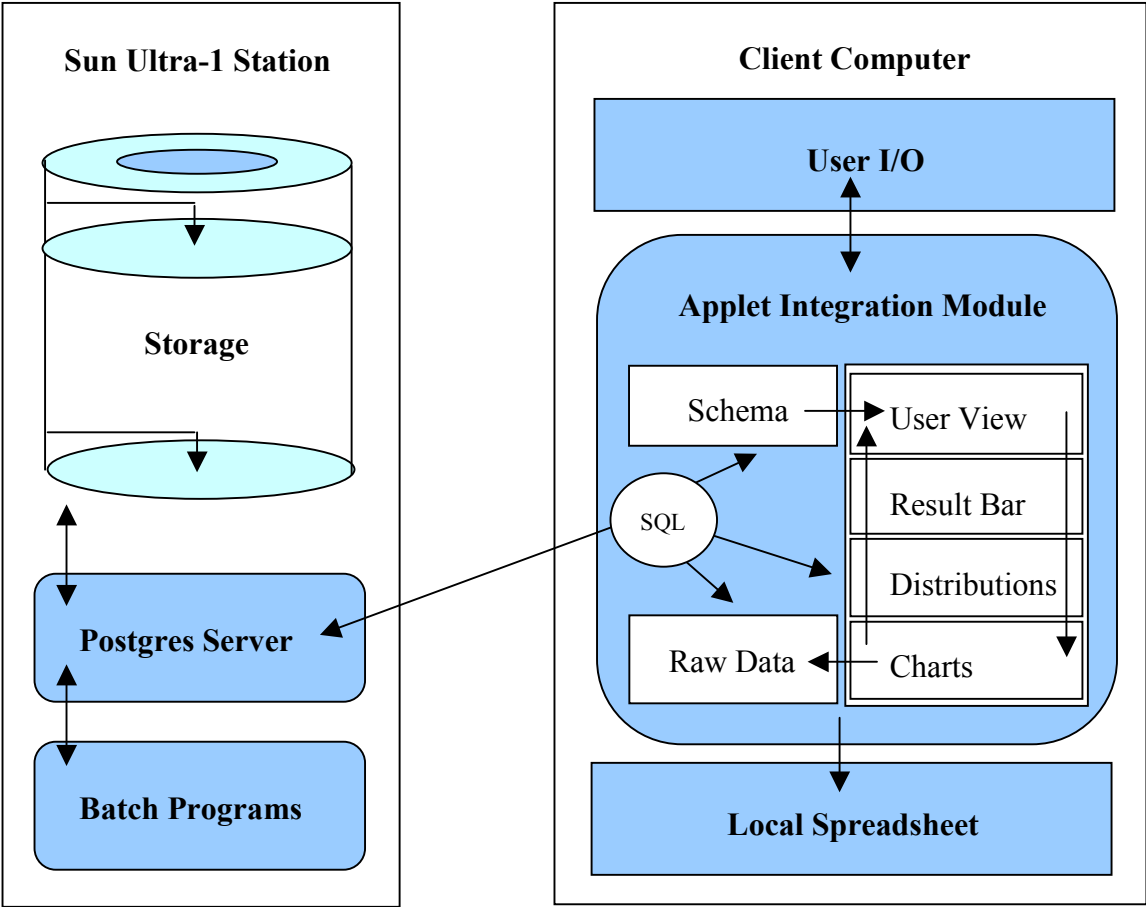 Sun Ultra-1 Station
Storage
Postgres Server
Batch Programs
Client Computer
User I/O
Applet Integration Module
Schema
User View
Result Bar
SQL
Distributions
Raw Data
Charts
Local Spreadsheet